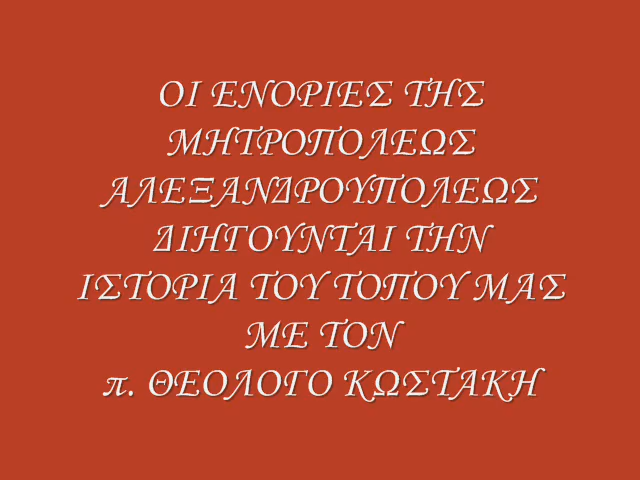 ΟΙ ΕΝΟΡΙΕΣ ΤΗΣ
ΜΗΤΡΟΠΟΛΕΩΣ
ΑΛΕΞΑΝΔΡΟΥΠΟΛΕΩΣ
ΔΙΗΓΟΥΝΤΑΙ ΤΗΝ
ΙΣΤΟΡΙΑ ΤΟΥ ΤΟΠΟΥ ΜΑΣ
ΜΕ ΤΟΝ
π. ΘΕΟΛΟΓΟ ΚΩΣΤΑΚΗ